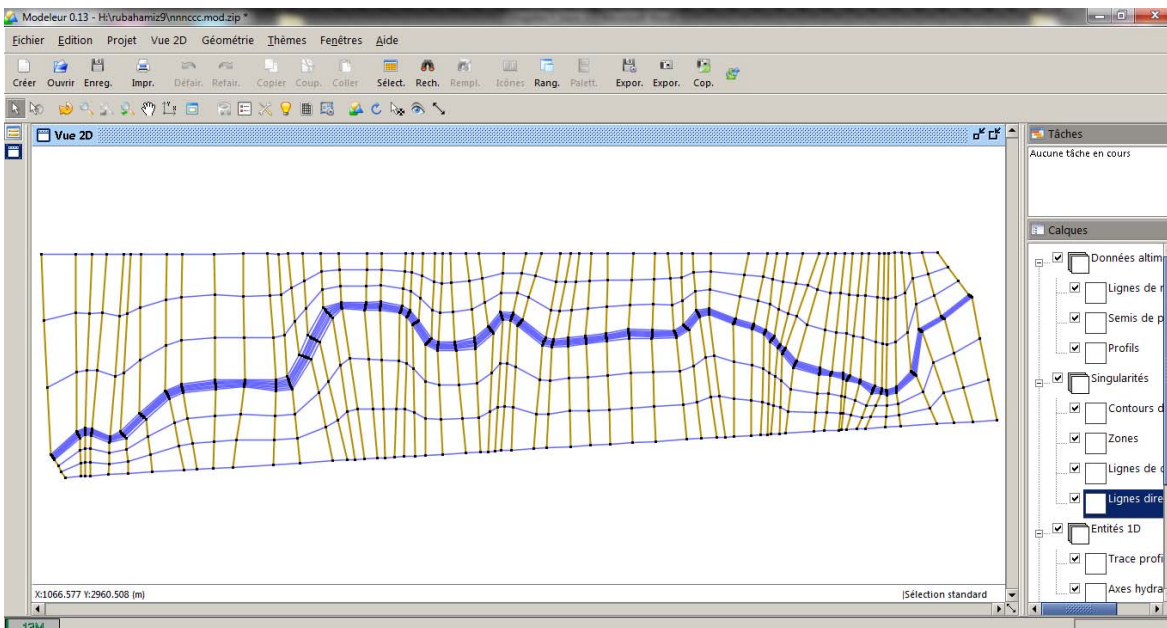 Modeleur 0.13 - H:\rubahamiz9\nnnccc.mod.zip *
Fichier Edition Projet Vue 2D Géométrie Thèmes Fenêtres Aide
Créer Ouvrir Enreg. Impr. Défair. Refair. Copier Coup. Coller Sélect. Rech. Rempl. Icônes Rang. Palett. Expor. Expor. Cop.
Vue 2D
Tâches
Aucune tâche en cours
Calques
Données altim
Lignes de r
Semis de p
Profils
Singularités
Contours d
Zones
Lignes de c
Lignes dire
Entités 1D
Trace profi
Axes hydra
X:1066.577 Y:2960.508 (m)
Sélection standard